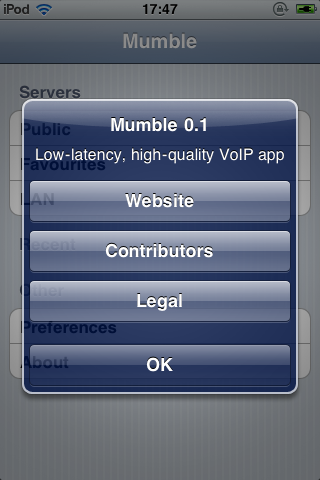 iPod 17:47
Mumble
Servers
Public
Favourites
LAN
Recent
Other
Preferences
About
Mumble 0.1
Low-latency, high-quality VoIP app
Website
Contributors
Legal
OK